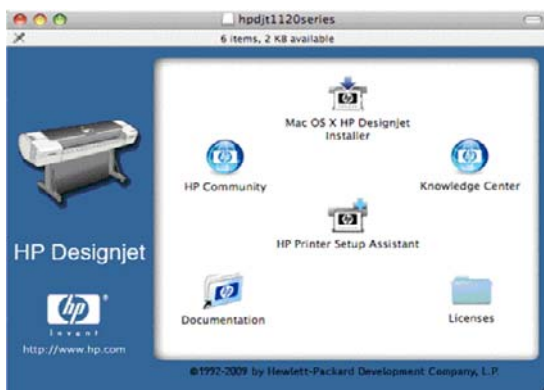 hpdjt1120series
6 items, 2 KB available
Mac OS X HP Designjet
Installer
HP Community
Knowledge Center
HP Printer Setup Assistant
HP Designjet
Documentation
Licenses
hp
invent
http://www.hp.com
©1992-2009 by Hewlett-Packard Development Company, L.P.